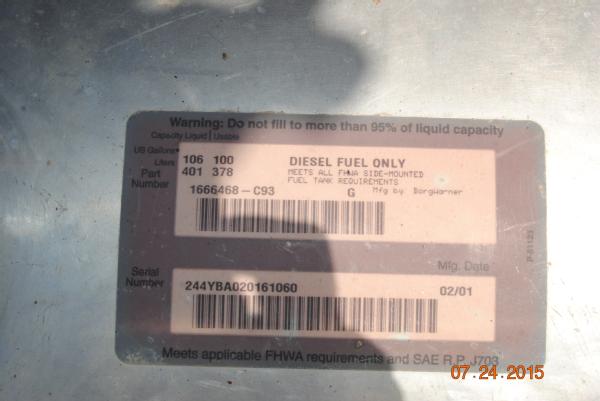 Warning: Do not fill to more than 95% of liquid capacity
Capacity Liquid | Usable
US Gallons 106 100 DIESEL FUEL ONLY
Liters 401 378 MEETS ALL FHWA SIDE-MOUNTED
FUEL TANK REQUIREMENTS
Part Number 1666468-C93 G Mfg by BorgWarner
P-51123
Mfg. Date
Serial Number 244YBA020161060 02/01
Meets applicable FHWA requirements and SAE R.P. J703
07.24.2015